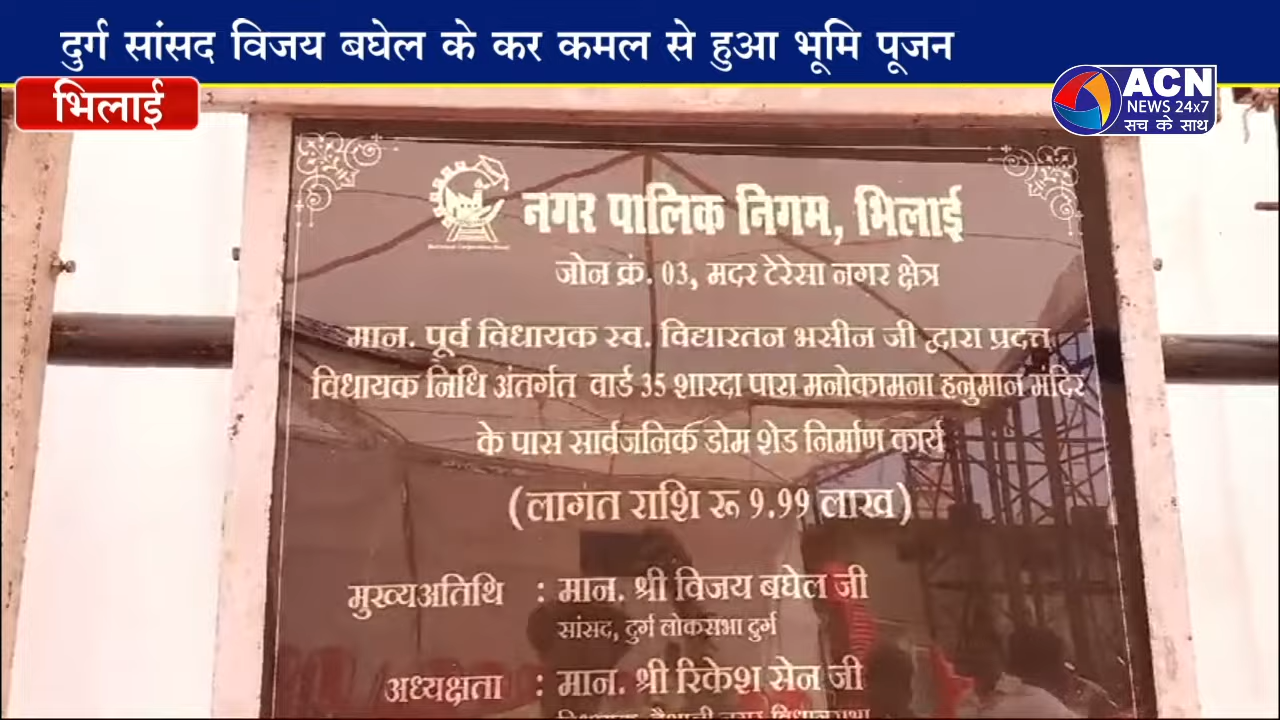 दुर्ग सांसद विजय बघेल के कर कमल से हुआ भूमि पूजन
भिलाई
ACN
NEWS 24x7
सच के साथ
नगर पालिक निगम, भिलाई
जोन क्रं. 03, मदर टेरेसा नगर क्षेत्र
मान. पूर्व विधायक स्व. विद्यारतन भसीन जी द्वारा प्रदत्त
विधायक निधि अंतर्गत वार्ड 35 शारदा पारा मनोकामना हनुमान मंदिर
के पास सार्वजनिक डोम शेड निर्माण कार्य
(लागंत राशि रू 9.99 लाख)
मुख्यअतिथि : मान. श्री विजय बघेल जी
सांसद, दुर्ग लोकसभा दुर्ग
अध्यक्षता : मान. श्री रिकेश सेन जी